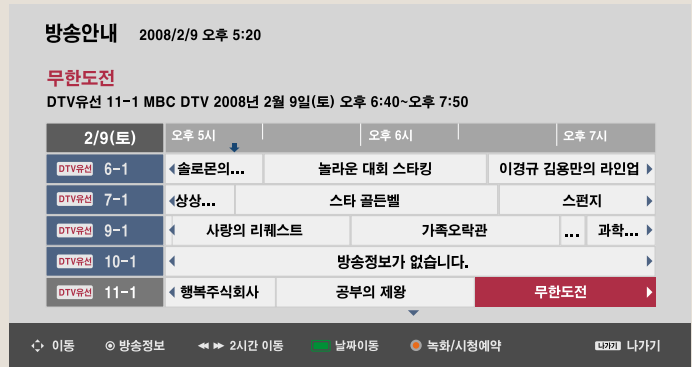 방송안내 2008/2/9 오후 5:20
무한도전
DTV유선 11-1 MBC DTV 2008년 2월 9일(토) 오후 6:40~오후 7:50
2/9(토) 오후 5시 오후 6시 오후 7시
DTV유선 6-1 솔로몬의... 놀라운 대회 스타킹 이경규 김용만의 라인업
DTV유선 7-1 상상... 스타 골든벨 스펀지
DTV유선 9-1 사랑의 리퀘스트 가족오락관 ... 과학...
DTV유선 10-1 방송정보가 없습니다.
DTV유선 11-1 행복주식회사 공부의 제왕 무한도전
이동 방송정보 2시간 이동 날짜이동 녹화/시청예약 나가기 나가기